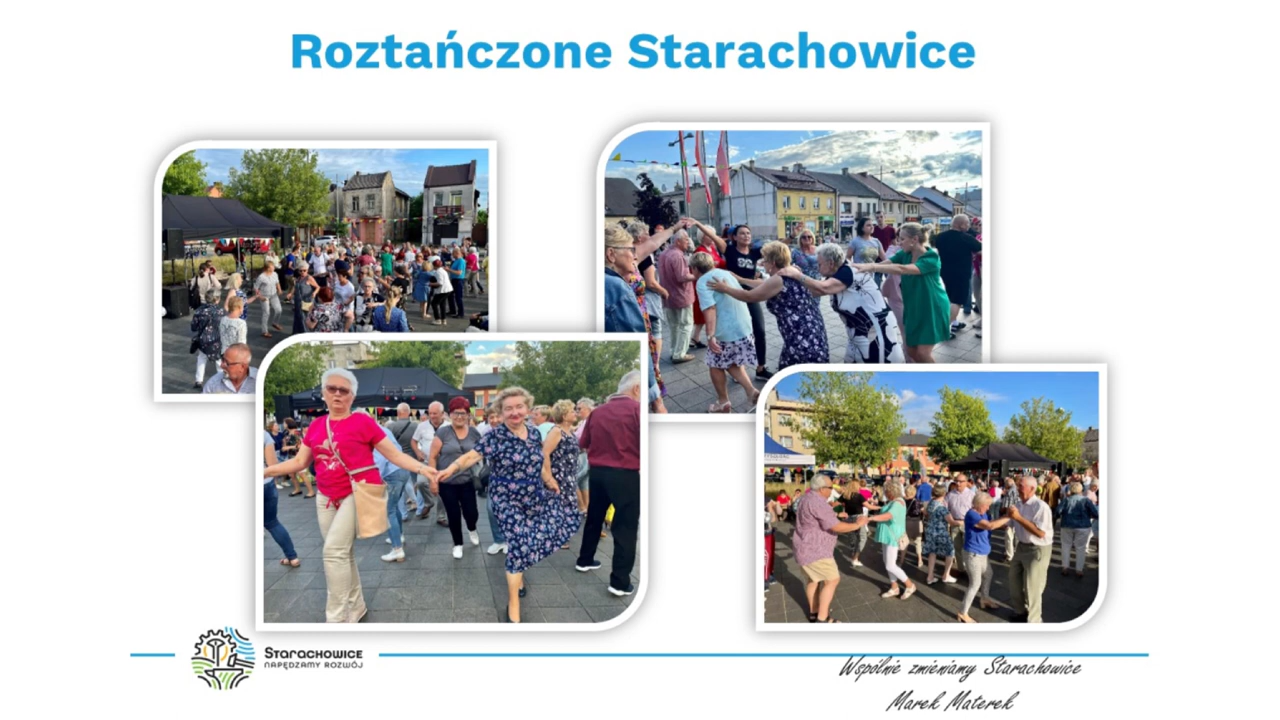 Roztańczone Starachowice
Starachowice
NAPĘDZAMY ROZWÓJ
Wspólnie zmieniamy Starachowice
Marek Materek